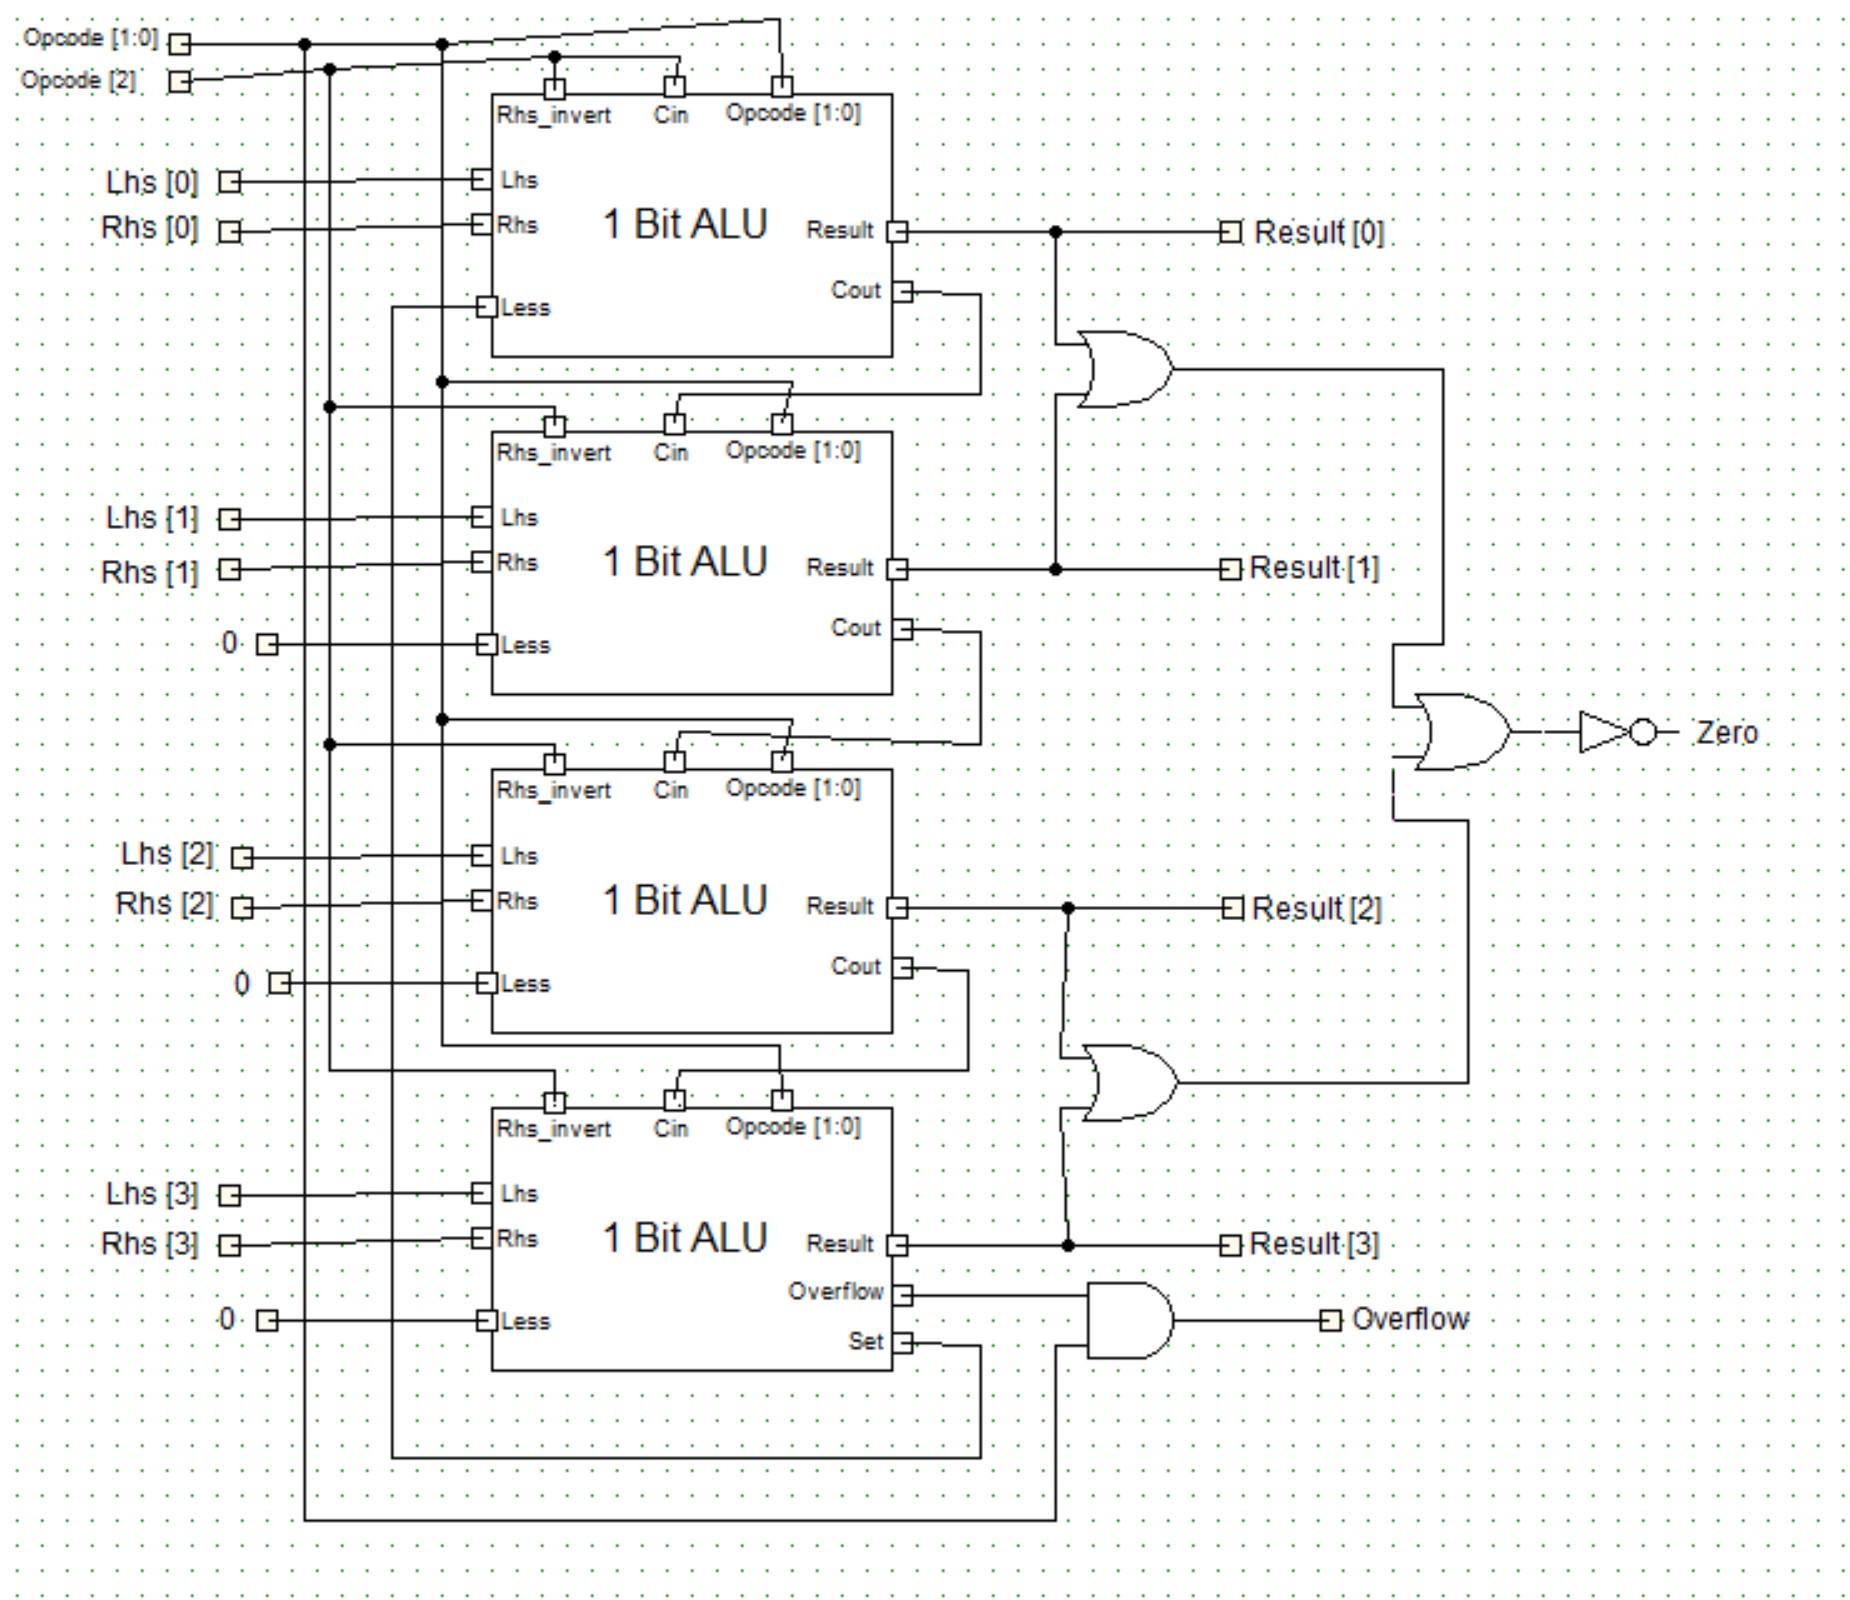 Opcode [1:0]
Opcode [2]
Rhs_invert Cin Opcode [1:0]
Lhs [0] Lhs
Rhs [0] Rhs 1 Bit ALU Result Result [0]
Cout
Less
Rhs_invert Cin Opcode [1:0]
Lhs [1] Lhs
Rhs [1] Rhs 1 Bit ALU Result Result [1]
Cout
0 Less
Zero
Rhs_invert Cin Opcode [1:0]
Lhs [2] Lhs
Rhs [2] Rhs 1 Bit ALU Result Result [2]
Cout
0 Less
Rhs_invert Cin Opcode [1:0]
Lhs [3] Lhs
Rhs [3] Rhs 1 Bit ALU Result Result [3]
Overflow
0 Less Overflow
Set